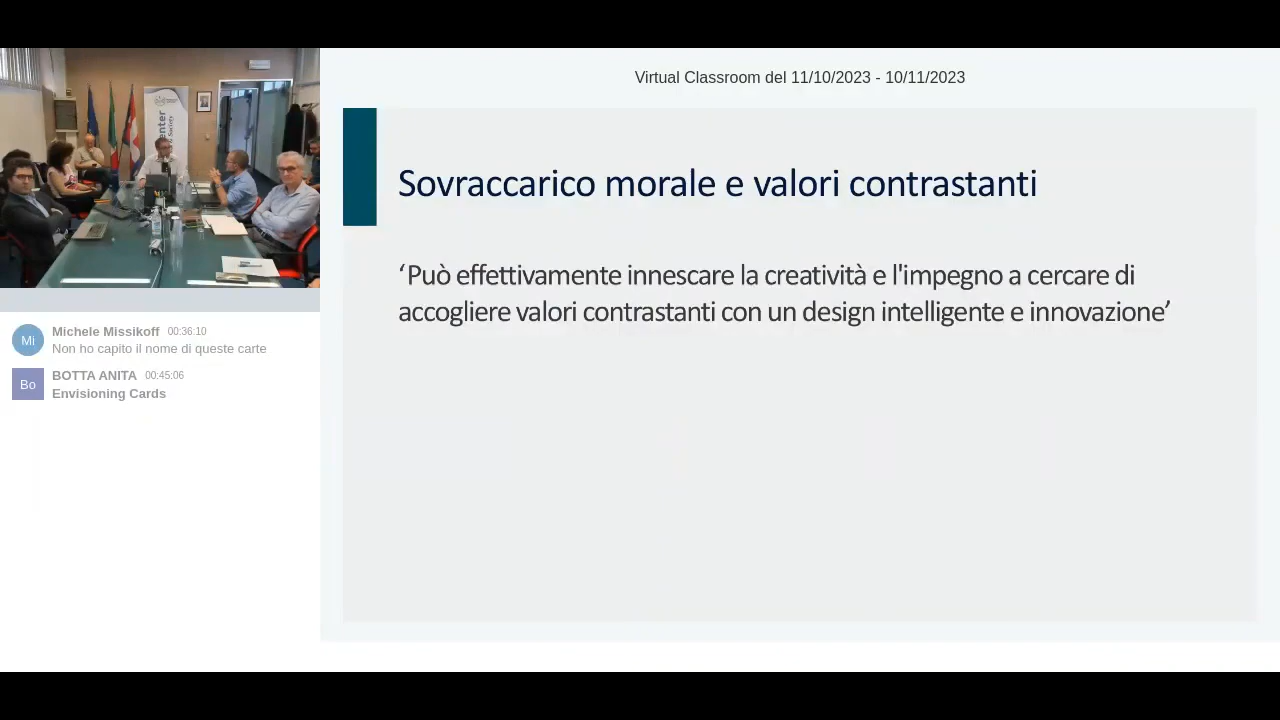 Virtual Classroom del 11/10/2023 - 10/11/2023
Sovraccarico morale e valori contrastanti
‘Può effettivamente innescare la creatività e l'impegno a cercare di
accogliere valori contrastanti con un design intelligente e innovazione’
Mi
Michele Missikoff 00:36:10
Non ho capito il nome di queste carte
Bo
BOTTA ANITA 00:45:06
Envisioning Cards